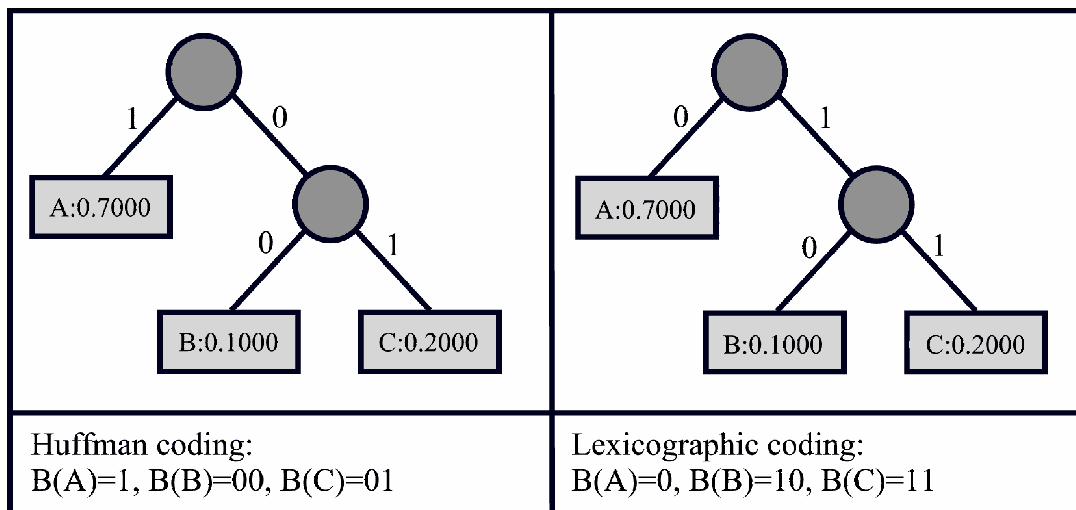 1
0
A:0.7000
0
1
B:0.1000
C:0.2000
Huffman coding:
B(A)=1, B(B)=00, B(C)=01
0
1
A:0.7000
0
1
B:0.1000
C:0.2000
Lexicographic coding:
B(A)=0, B(B)=10, B(C)=11